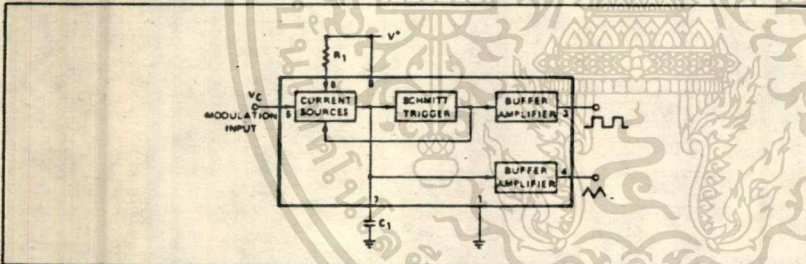 V+
R1
6
8
VC
MODULATION
INPUT
5
CURRENT
SOURCES
SCHMITT
TRIGGER
BUFFER
AMPLIFIER
3
BUFFER
AMPLIFIER
4
7
1
C1